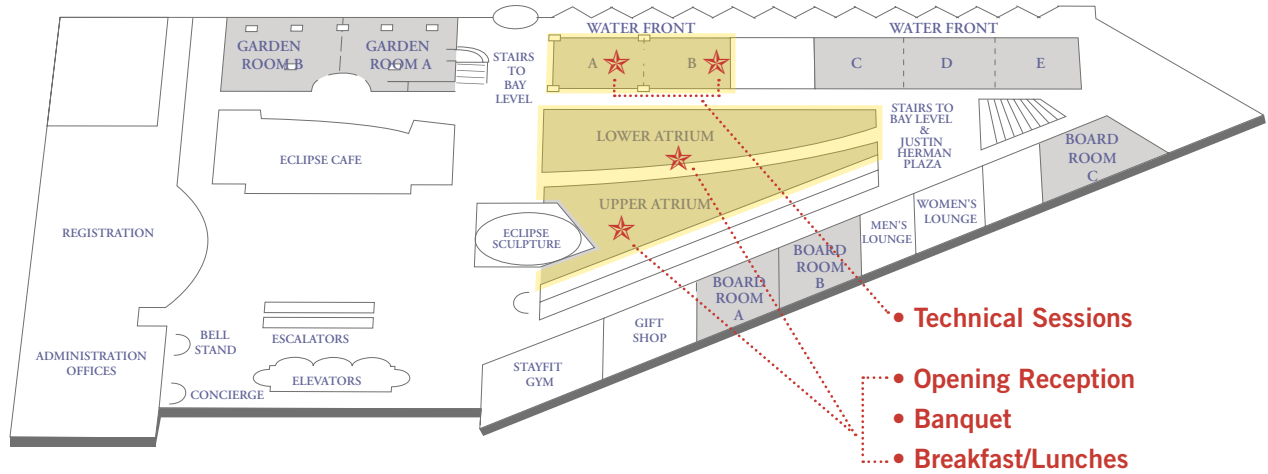 WATER FRONT
WATER FRONT
GARDEN
ROOM B
GARDEN
ROOM A
STAIRS
TO BAY
LEVEL
A
B
C
D
E
LOWER ATRIUM
STAIRS TO
BAY LEVEL
&
JUSTIN
HERMAN
PLAZA
BOARD
ROOM
C
ECLIPSE CAFE
UPPER ATRIUM
WOMEN'S
LOUNGE
MEN'S
LOUNGE
REGISTRATION
ECLIPSE
SCULPTURE
BOARD
ROOM
B
BOARD
ROOM
A
GIFT
SHOP
BELL
STAND
ESCALATORS
ADMINISTRATION
OFFICES
STAYFIT
GYM
ELEVATORS
CONCIERGE
• Technical Sessions
• Opening Reception
• Banquet
• Breakfast/Lunches